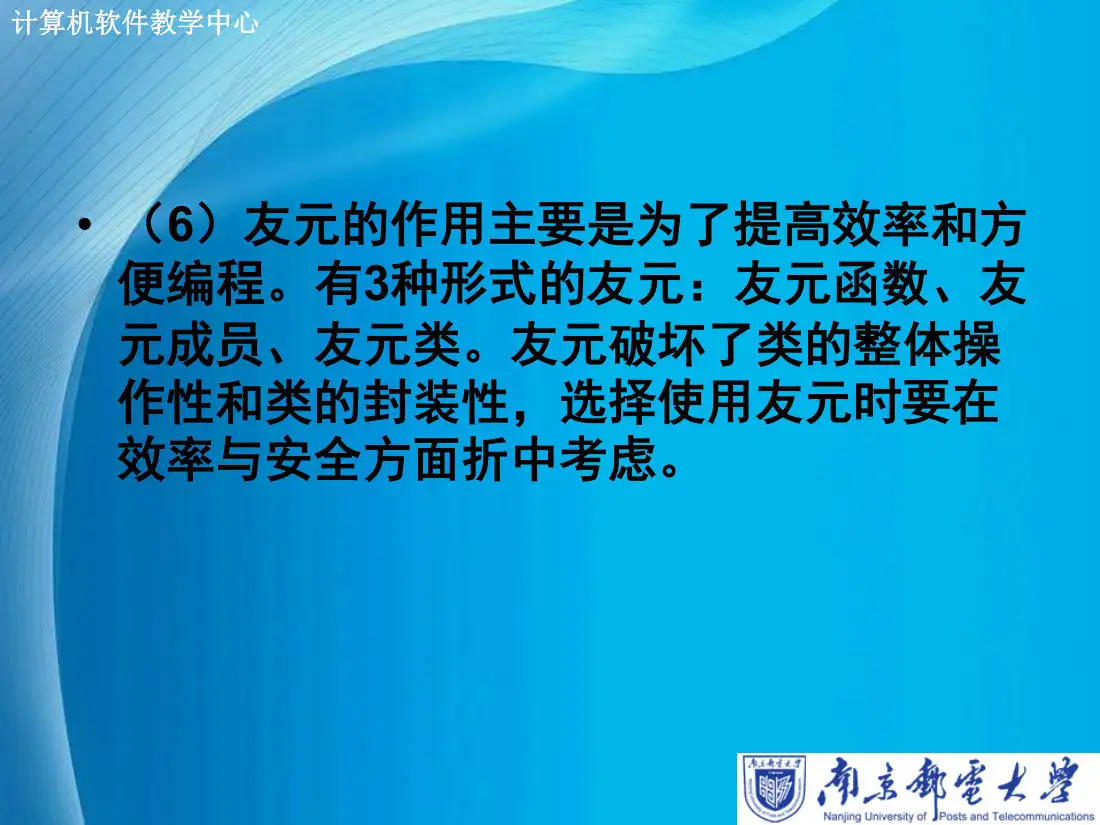 计算机软件教学中心
• （6）友元的作用主要是为了提高效率和方
便编程。有3种形式的友元：友元函数、友
元成员、友元类。友元破坏了类的整体操
作性和类的封装性，选择使用友元时要在
效率与安全方面折中考虑。
南京郵電大學
Nanjing University of Posts and Telecommunications